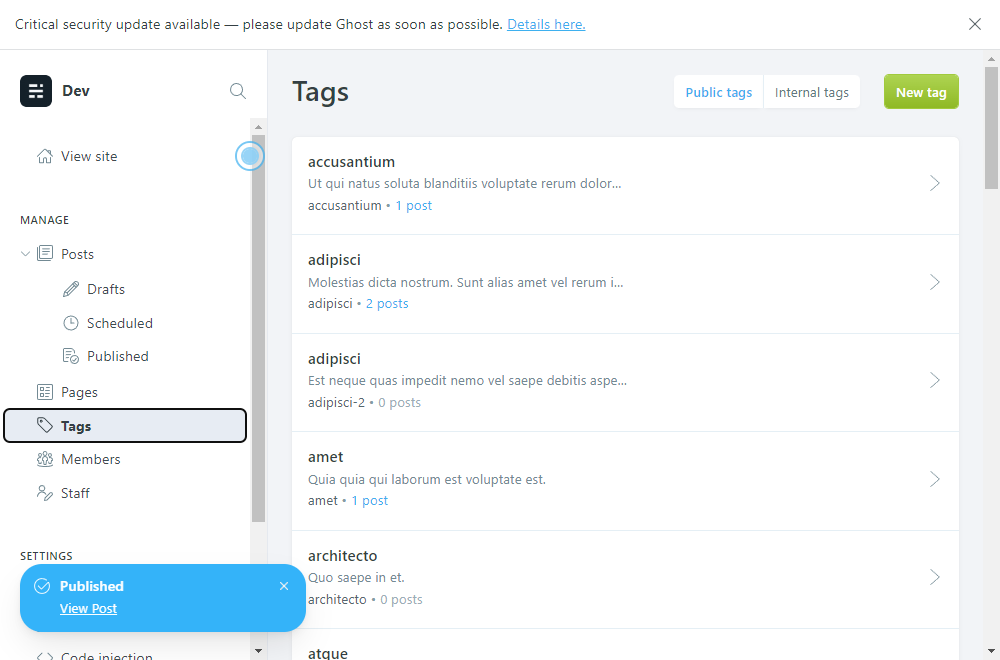 Critical security update available — please update Ghost as soon as possible. Details here.
Dev
View site
MANAGE
Posts
Drafts
Scheduled
Published
Pages
Tags
Members
Staff
SETTINGS
Code injection
Published
View Post
Tags
Public tags
Internal tags
New tag
accusantium
Ut qui natus soluta blanditiis voluptate rerum dolor...
accusantium • 1 post
adipisci
Molestias dicta nostrum. Sunt alias amet vel rerum i...
adipisci • 2 posts
adipisci
Est neque quas impedit nemo vel saepe debitis aspe...
adipisci-2 • 0 posts
amet
Quia quia qui laborum est voluptate est.
amet • 1 post
architecto
Quo saepe in et.
architecto • 0 posts
atque